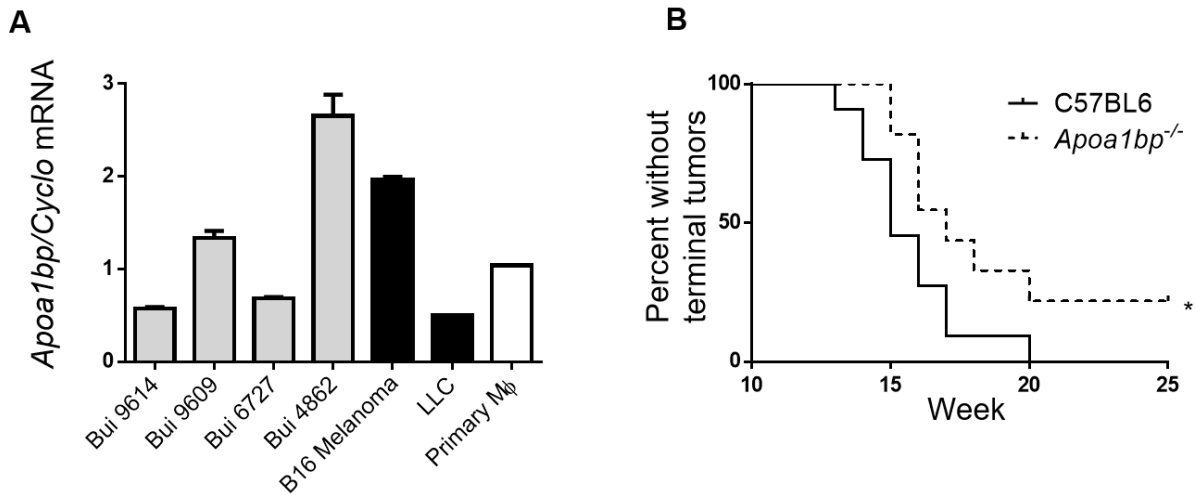 A
Apoa1bp/Cyclo mRNA
3
2
1
0
Bui 9614
Bui 9609
Bui 6727
Bui 4862
B16 Melanoma
LLC
Primary Mϕ
B
Percent without
terminal tumors
100
50
0
10
15
20
25
Week
C57BL6
Apoa1bp-/-
*